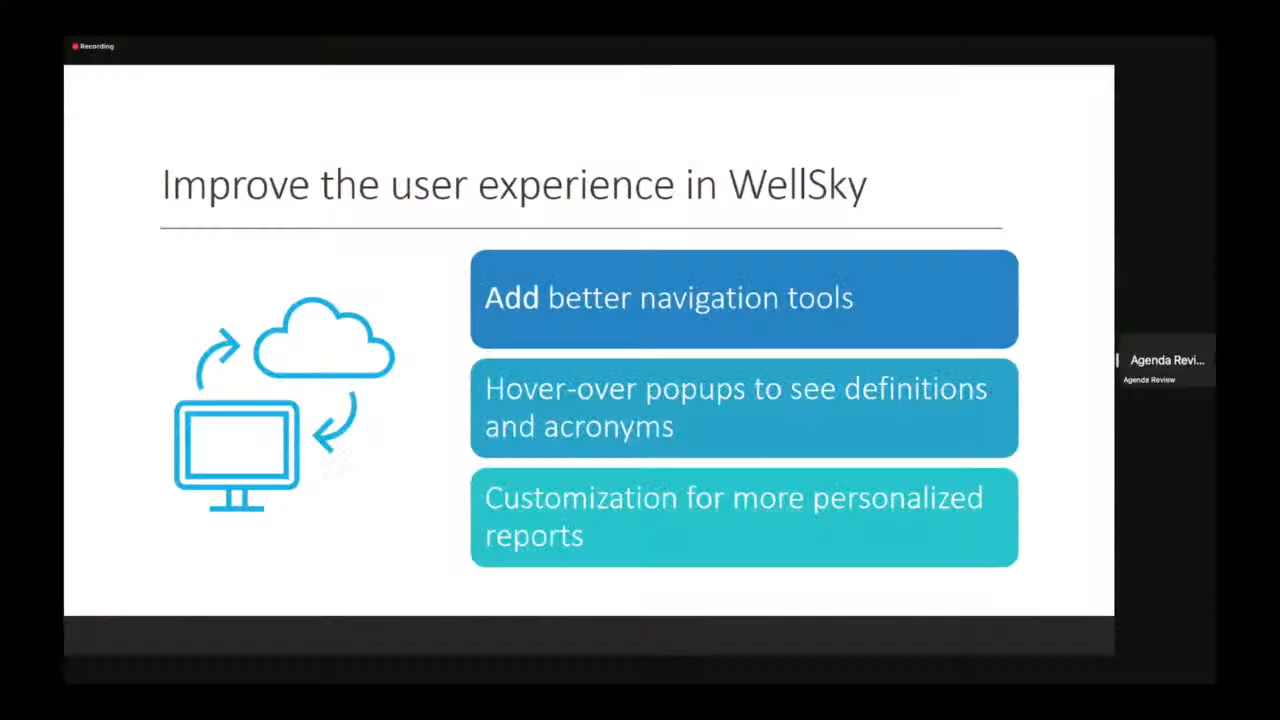 Recording
Improve the user experience in WellSky
Add better navigation tools
Hover-over popups to see definitions
and acronyms
Customization for more personalized
reports
Agenda Revi...
Agenda Review